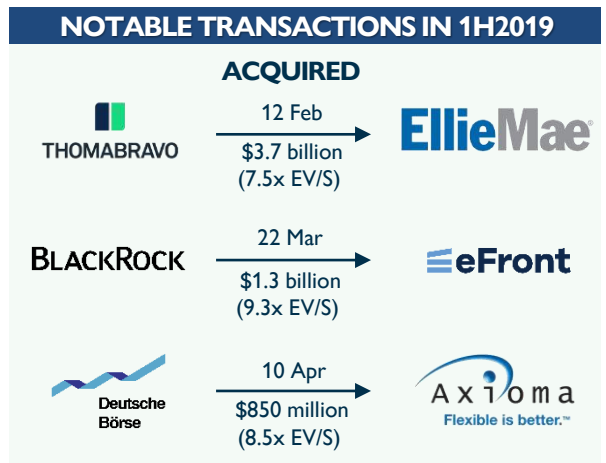 NOTABLE TRANSACTIONS IN 1H2019
ACQUIRED
THOMABRAVO
12 Feb
$3.7 billion
(7.5x EV/S)
EllieMae®
BLACKROCK
22 Mar
$1.3 billion
(9.3x EV/S)
eFront
Deutsche
Börse
10 Apr
$850 million
(8.5x EV/S)
Axioma
Flexible is better.™